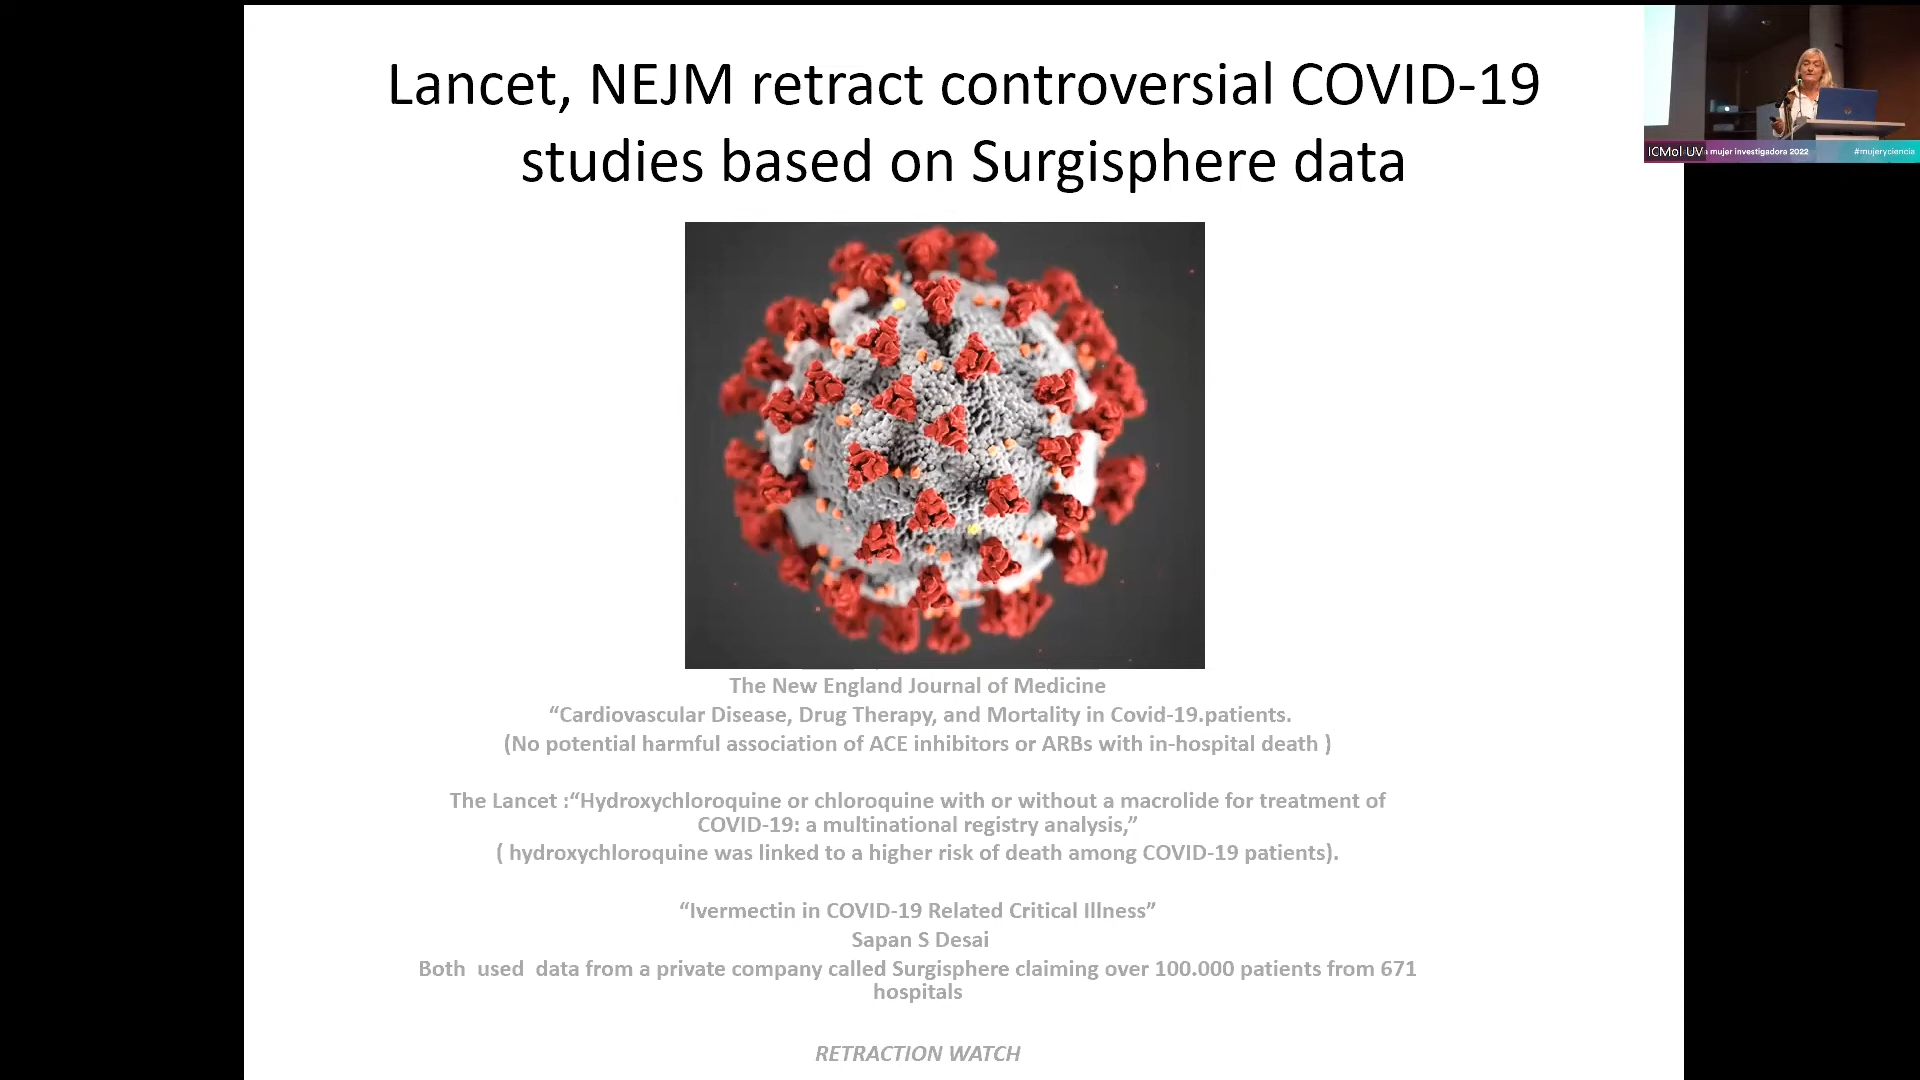 Lancet, NEJM retract controversial COVID-19
studies based on Surgisphere data
ICMol UV
mujer investigadora 2022
#mujeryciencia
The New England Journal of Medicine
“Cardiovascular Disease, Drug Therapy, and Mortality in Covid-19.patients.
(No potential harmful association of ACE inhibitors or ARBs with in-hospital death )
The Lancet :“Hydroxychloroquine or chloroquine with or without a macrolide for treatment of
COVID-19: a multinational registry analysis,”
( hydroxychloroquine was linked to a higher risk of death among COVID-19 patients).
“Ivermectin in COVID-19 Related Critical Illness”
Sapan S Desai
Both used data from a private company called Surgisphere claiming over 100.000 patients from 671
hospitals
RETRACTION WATCH